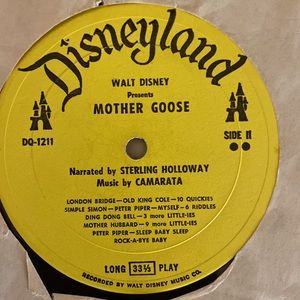 Disneyland
WALT DISNEY
Presents
MOTHER GOOSE
DQ-1211
SIDE II
Narrated by STERLING HOLLOWAY
Music by CAMARATA
LONDON BRIDGE—OLD KING COLE—10 QUICKIES
SIMPLE SIMON—PETER PIPER—MYSELF—6 RIDDLES
DING DONG BELL—3 more LITTLE-IES
MOTHER HUBBARD—9 more LITTLE-IES
PETER PIPER—SLEEP BABY SLEEP
ROCK-A-BYE BABY
LONG 33⅓ PLAY
RECORDED BY WALT DISNEY MUSIC CO.